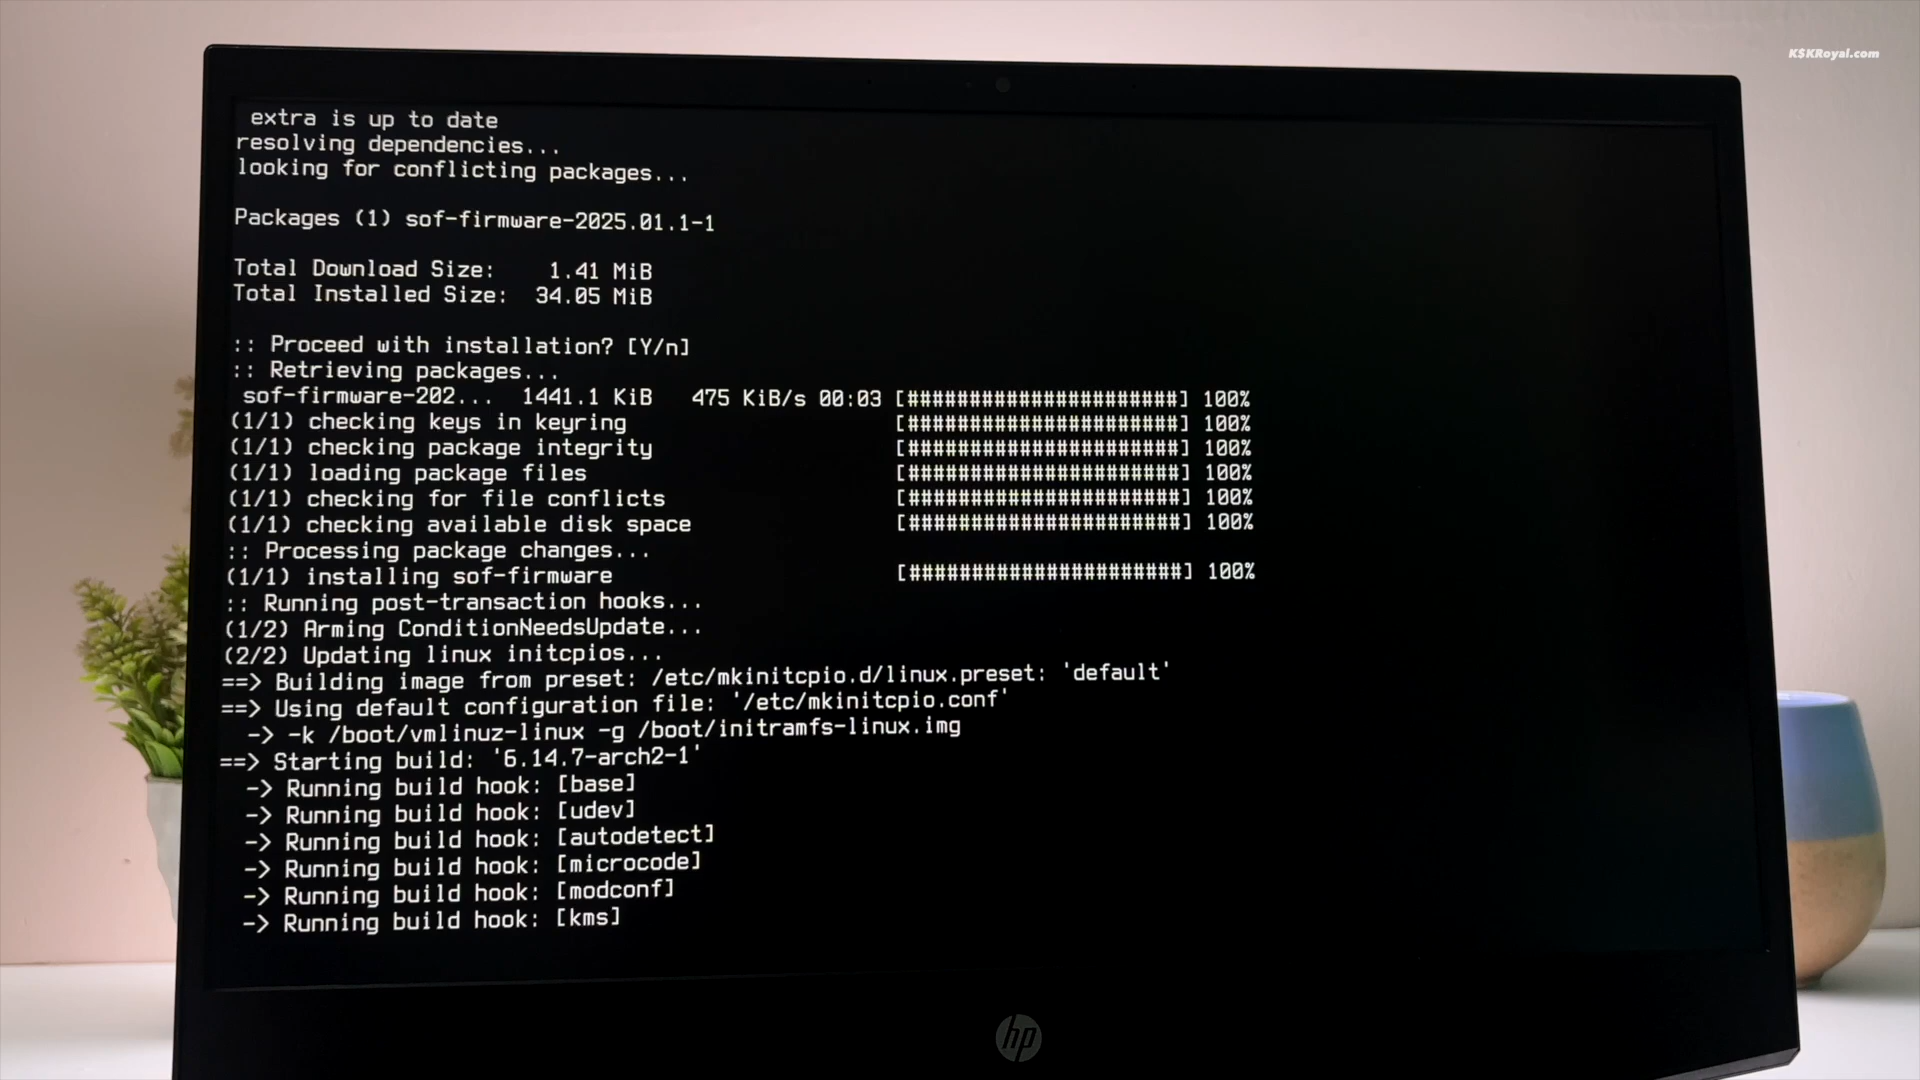 K$KRoyal.com
extra is up to date
resolving dependencies...
looking for conflicting packages...
Packages (1) sof-firmware-2025.01.1-1
Total Download Size: 1.41 MiB
Total Installed Size: 34.05 MiB
:: Proceed with installation? [Y/n]
:: Retrieving packages...
sof-firmware-202... 1441.1 KiB 475 KiB/s 00:03 [######################] 100%
(1/1) checking keys in keyring [######################] 100%
(1/1) checking package integrity [######################] 100%
(1/1) loading package files [######################] 100%
(1/1) checking for file conflicts [######################] 100%
(1/1) checking available disk space [######################] 100%
:: Processing package changes...
(1/1) installing sof-firmware [######################] 100%
:: Running post-transaction hooks...
(1/2) Arming ConditionNeedsUpdate...
(2/2) Updating linux initcpios...
==> Building image from preset: /etc/mkinitcpio.d/linux.preset: 'default'
==> Using default configuration file: '/etc/mkinitcpio.conf'
-> -k /boot/vmlinuz-linux -g /boot/initramfs-linux.img
==> Starting build: '6.14.7-arch2-1'
-> Running build hook: [base]
-> Running build hook: [udev]
-> Running build hook: [autodetect]
-> Running build hook: [microcode]
-> Running build hook: [modconf]
-> Running build hook: [kms]
hp